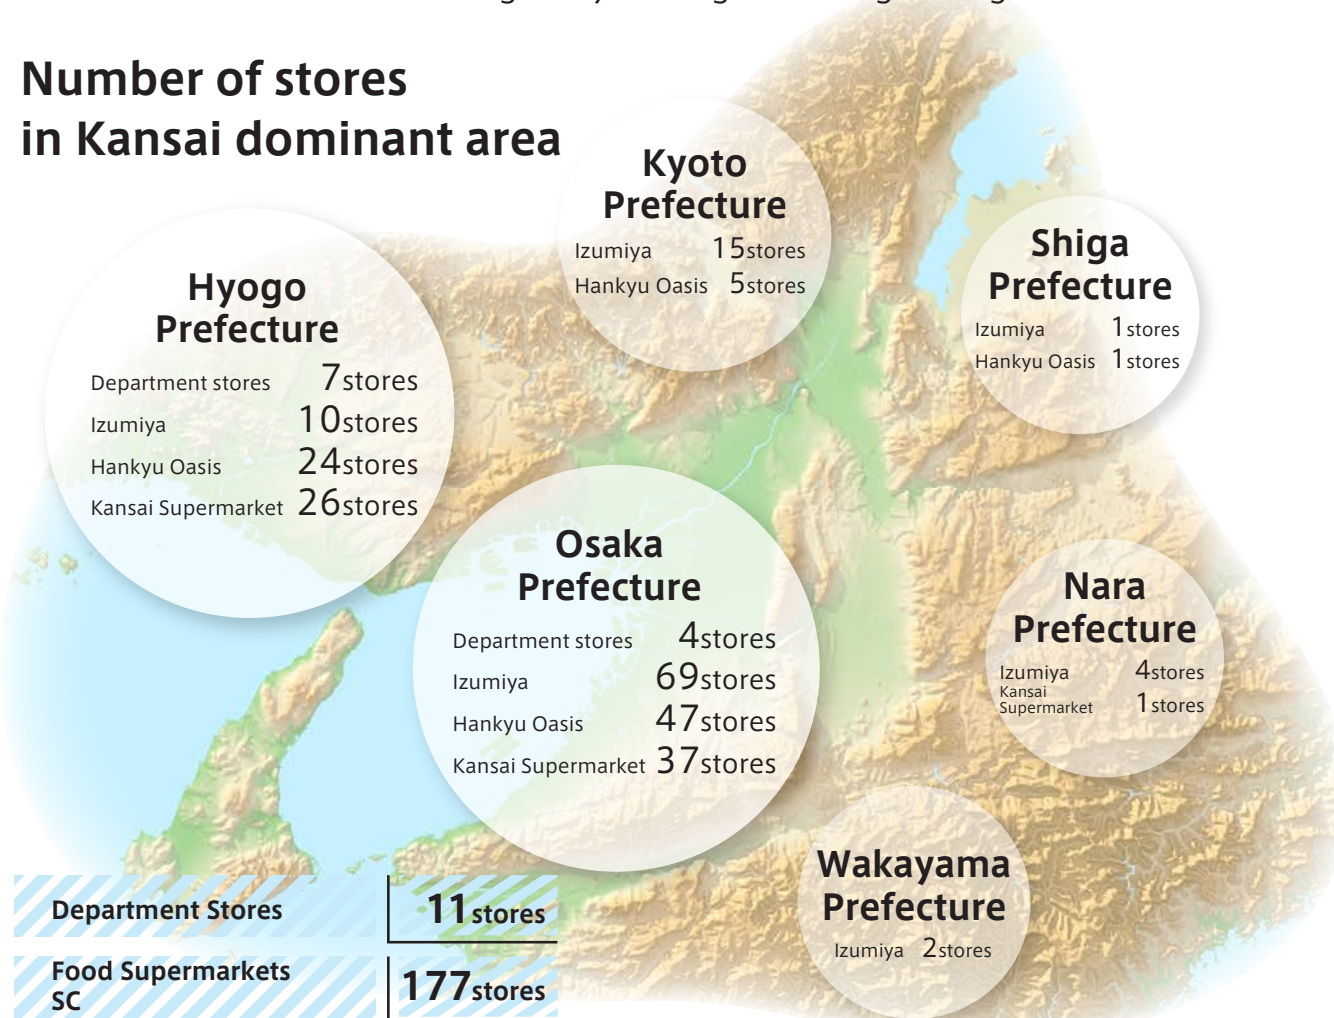 Number of stores
in Kansai dominant area
Kyoto
Prefecture
Izumiya 15stores
Hankyu Oasis 5stores
Shiga
Prefecture
Izumiya 1stores
Hankyu Oasis 1stores
Hyogo
Prefecture
Department stores 7stores
Izumiya 10stores
Hankyu Oasis 24stores
Kansai Supermarket 26stores
Osaka
Prefecture
Department stores 4stores
Izumiya 69stores
Hankyu Oasis 47stores
Kansai Supermarket 37stores
Nara
Prefecture
Izumiya 4stores
Kansai
Supermarket 1stores
Wakayama
Prefecture
Izumiya 2stores
Department Stores 11stores
Food Supermarkets
SC 177stores